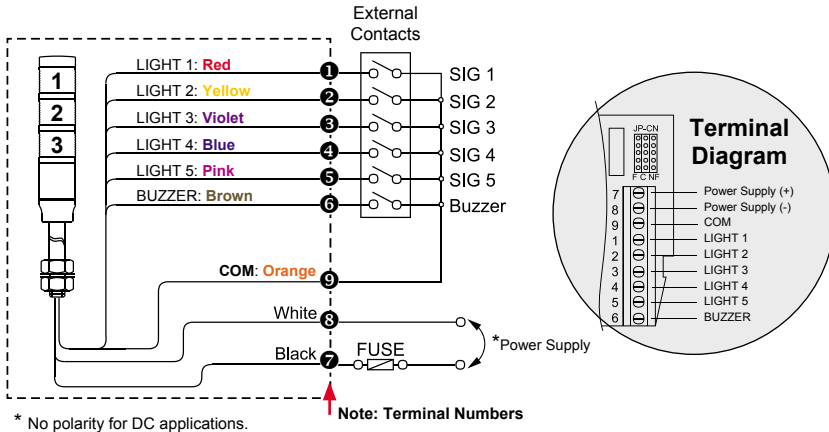 External
Contacts
1
2
3
LIGHT 1: Red
1
SIG 1
LIGHT 2: Yellow
2
SIG 2
LIGHT 3: Violet
3
SIG 3
LIGHT 4: Blue
4
SIG 4
LIGHT 5: Pink
5
SIG 5
BUZZER: Brown
6
Buzzer
COM: Orange
9
White
8
Black
7
FUSE
*Power Supply
Note: Terminal Numbers
* No polarity for DC applications.
Terminal
Diagram
JP-CN
F C NF
7 Power Supply (+)
8 Power Supply (-)
9 COM
1 LIGHT 1
2 LIGHT 2
3 LIGHT 3
4 LIGHT 4
5 LIGHT 5
6 BUZZER